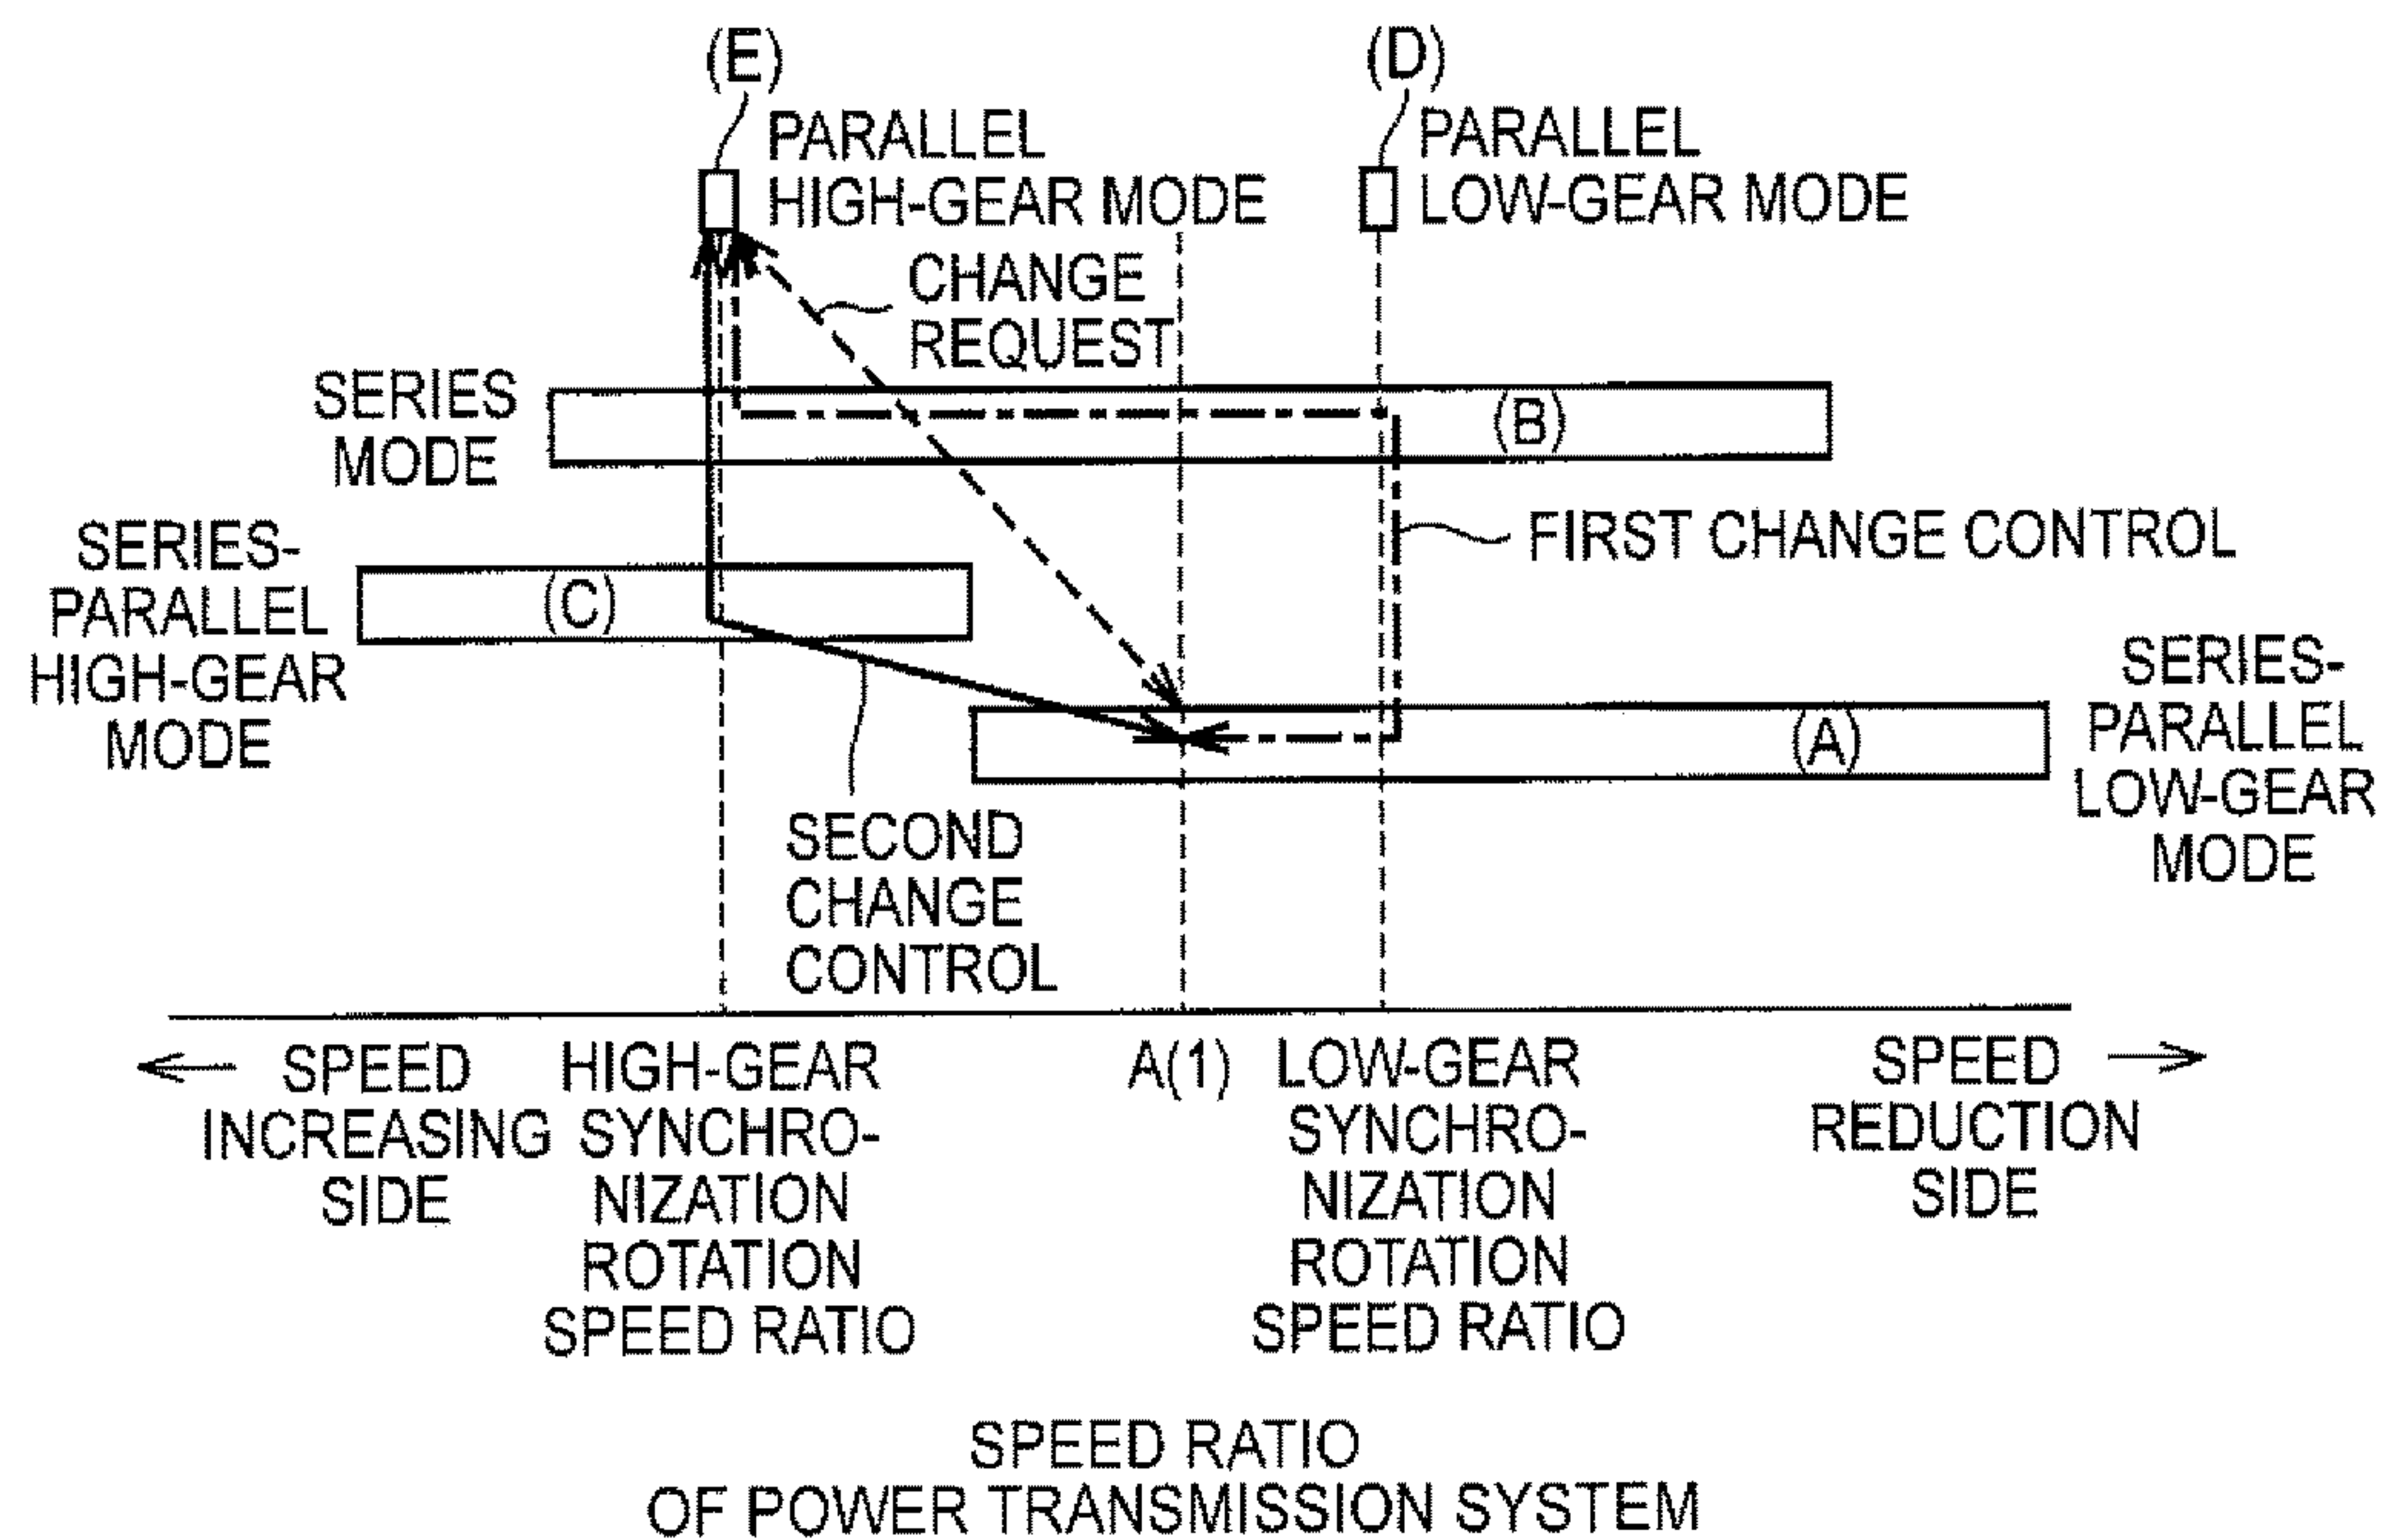 (E)
(D)
PARALLEL
HIGH-GEAR MODE
PARALLEL
LOW-GEAR MODE
CHANGE
REQUEST
SERIES
MODE
(B)
FIRST CHANGE CONTROL
SERIES-
PARALLEL
HIGH-GEAR
MODE
(C)
(A)
SERIES-
PARALLEL
LOW-GEAR
MODE
SECOND
CHANGE
CONTROL
SPEED
INCREASING
SIDE
HIGH-GEAR
SYNCHRO-
NIZATION
ROTATION
SPEED RATIO
A(1)
LOW-GEAR
SYNCHRO-
NIZATION
ROTATION
SPEED RATIO
SPEED
REDUCTION
SIDE
SPEED RATIO
OF POWER TRANSMISSION SYSTEM